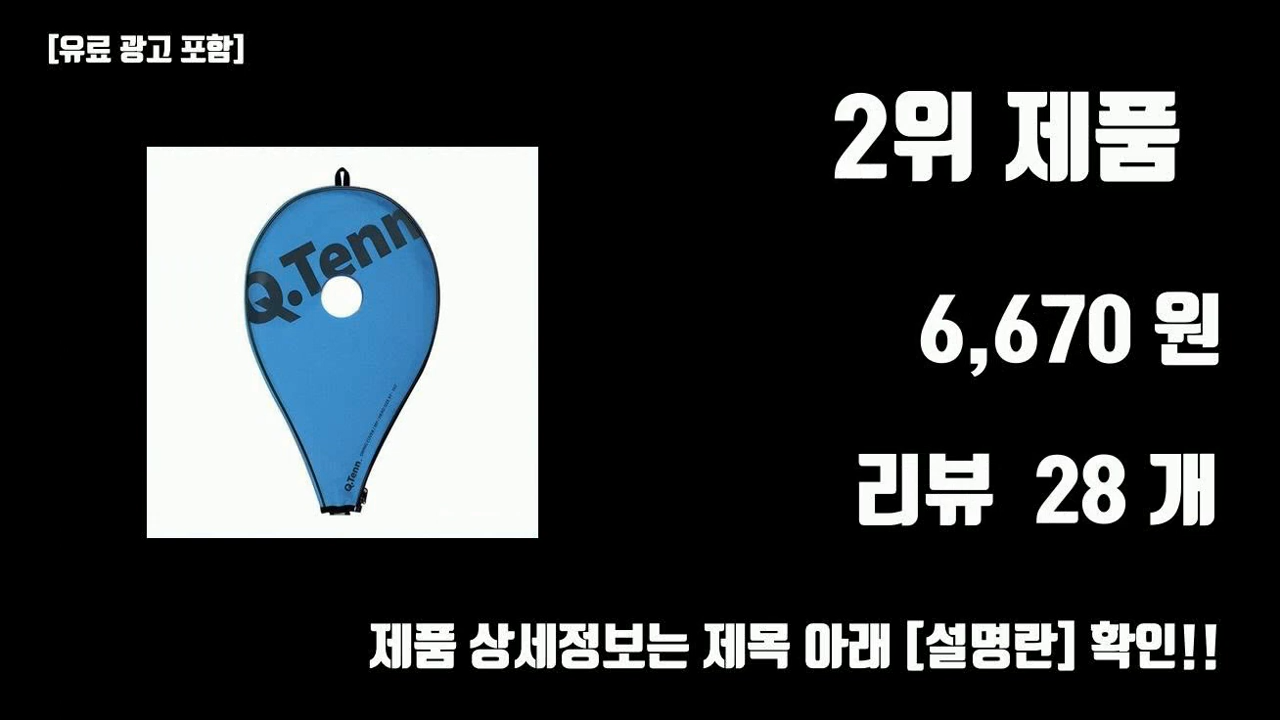 [유료 광고 포함]
2위 제품
Q.Tenn
6,670 원
Q.Tenn
리뷰 28 개
제품 상세정보는 제목 아래 [설명란] 확인!!